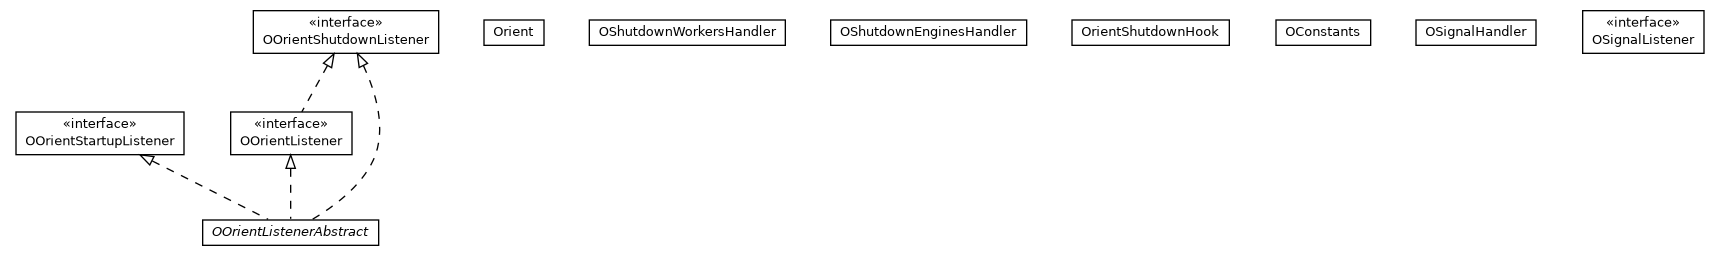 «interface»
OOrientShutdownListener
Orient
OShutdownWorkersHandler
OShutdownEnginesHandler
OrientShutdownHook
OConstants
OSignalHandler
«interface»
OSignalListener
«interface»
OOrientStartupListener
«interface»
OOrientListener
OOrientListenerAbstract